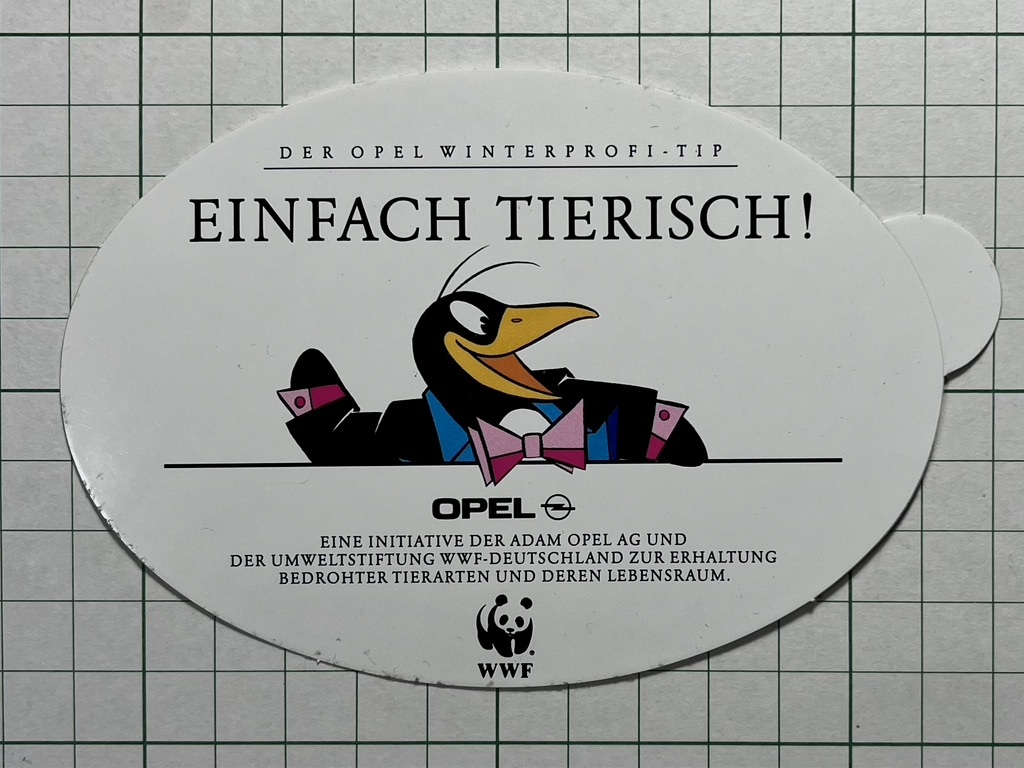 DER OPEL WINTERPROFI-TIP
EINFACH TIERISCH!
OPEL
EINE INITIATIVE DER ADAM OPEL AG UND
DER UMWELTSTIFTUNG WWF-DEUTSCHLAND ZUR ERHALTUNG
BEDROHTER TIERARTEN UND DEREN LEBENSRAUM.
®
WWF